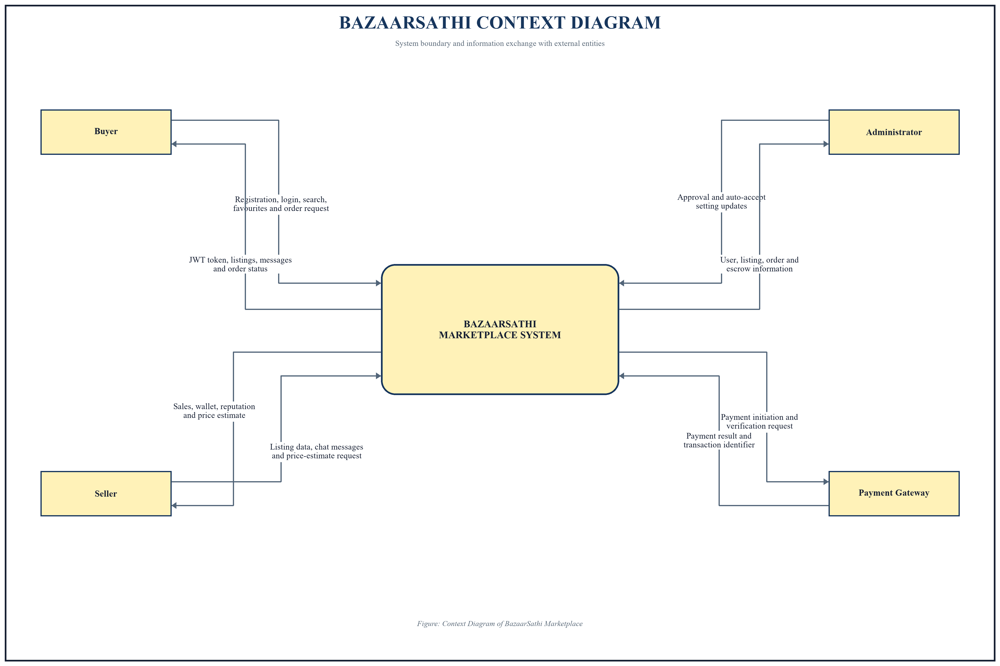 BAZAARSATHI CONTEXT DIAGRAM
System boundary and information exchange with external entities
Buyer
Administrator
Registration, login, search,
favourites and order request
Approval and auto-accept
setting updates
JWT token, listings, messages
and order status
User, listing, order and
escrow information
BAZAARSATHI
MARKETPLACE SYSTEM
Sales, wallet, reputation
and price estimate
Payment initiation and
verification request
Payment result and
transaction identifier
Listing data, chat messages
and price-estimate request
Seller
Payment Gateway
Figure: Context Diagram of BazaarSathi Marketplace